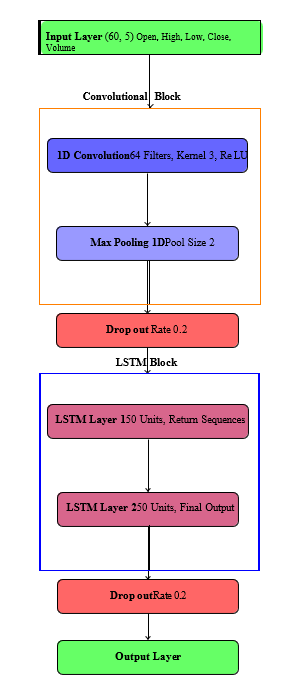 Input Layer (60, 5) Open, High, Low, Close,
Volume
Convolutional Block
1D Convolution64 Filters, Kernel 3, ReLU
Max Pooling 1DPool Size 2
Drop out Rate 0.2
LSTM Block
LSTM Layer 150 Units, Return Sequences
LSTM Layer 250 Units, Final Output
Drop outRate 0.2
Output Layer